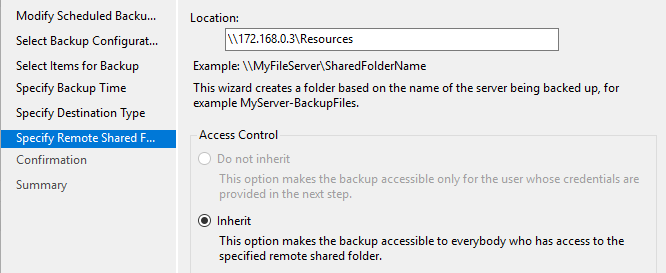 Modify Scheduled Backu...
Select Backup Configurat...
Select Items for Backup
Specify Backup Time
Specify Destination Type
Specify Remote Shared F...
Confirmation
Summary
Location:
\\172.168.0.3\Resources
Example: \\MyFileServer\SharedFolderName
This wizard creates a folder based on the name of the server being backed up, for
example MyServer-BackupFiles.
Access Control
Do not inherit
This option makes the backup accessible only for the user whose credentials are
provided in the next step.
Inherit
This option makes the backup accessible to everybody who has access to the
specified remote shared folder.